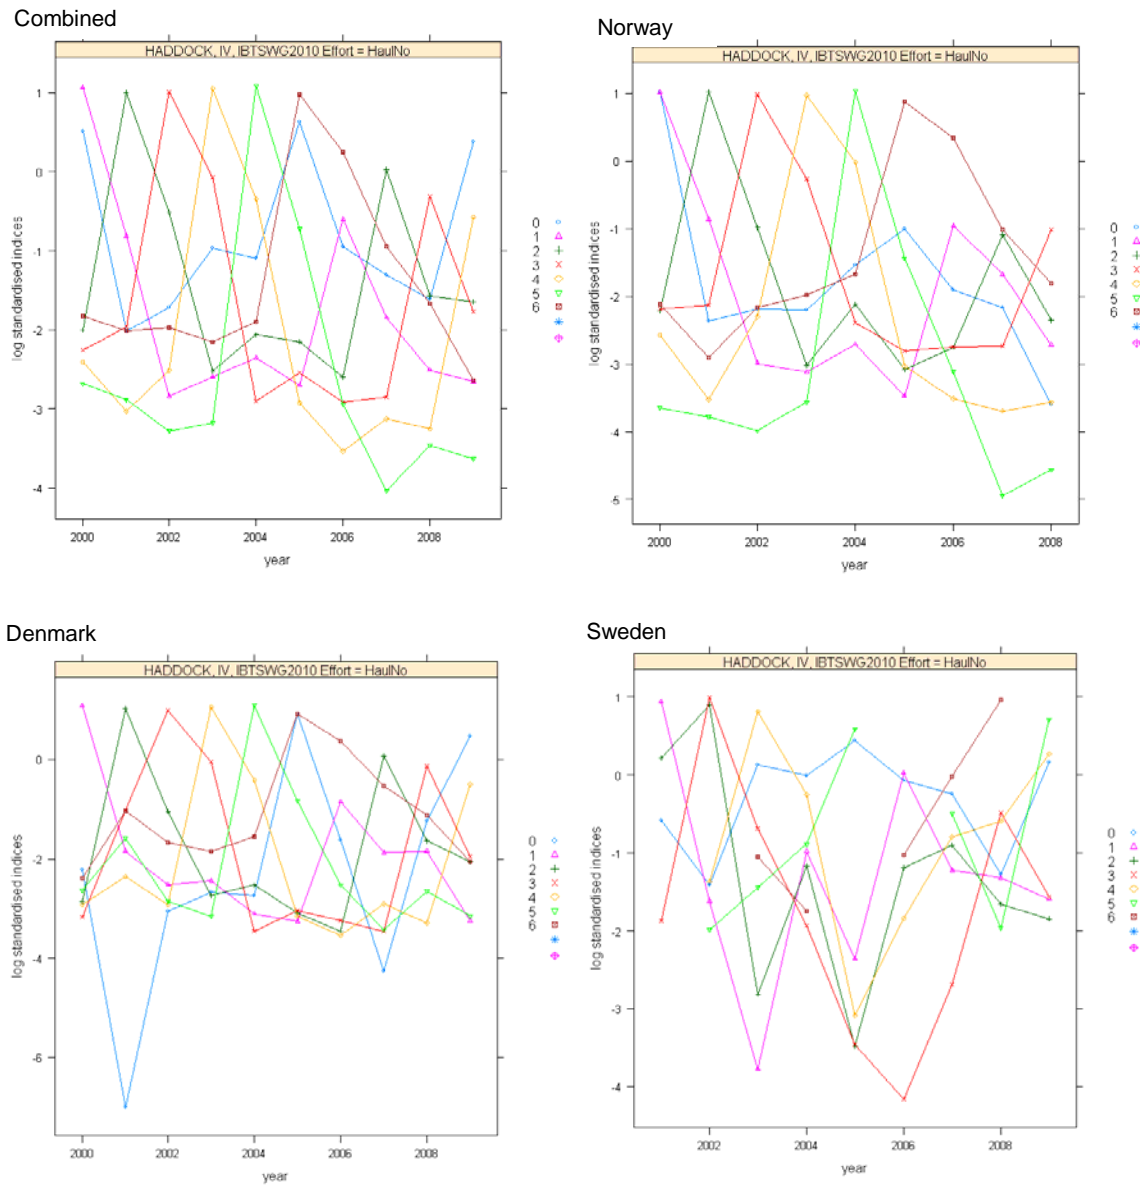 Combined
HADDOCK, IV, IBTSWG2010 Effort = HaulNo
log standardised indices
1
0
-1
-2
-3
-4
2000 2002 2004 2006 2008
year
0
1
2
3
4
5
6
Norway
HADDOCK, IV, IBTSWG2010 Effort = HaulNo
log standardised indices
1
0
-1
-2
-3
-4
-5
2000 2002 2004 2006 2008
year
0
1
2
3
4
5
6
Denmark
HADDOCK, IV, IBTSWG2010 Effort = HaulNo
log standardised indices
0
-2
-4
-6
2000 2002 2004 2006 2008
year
0
1
2
3
4
5
6
Sweden
HADDOCK, IV, IBTSWG2010 Effort = HaulNo
log standardised indices
1
0
-1
-2
-3
-4
2002 2004 2006 2008
year
0
1
2
3
4
5
6